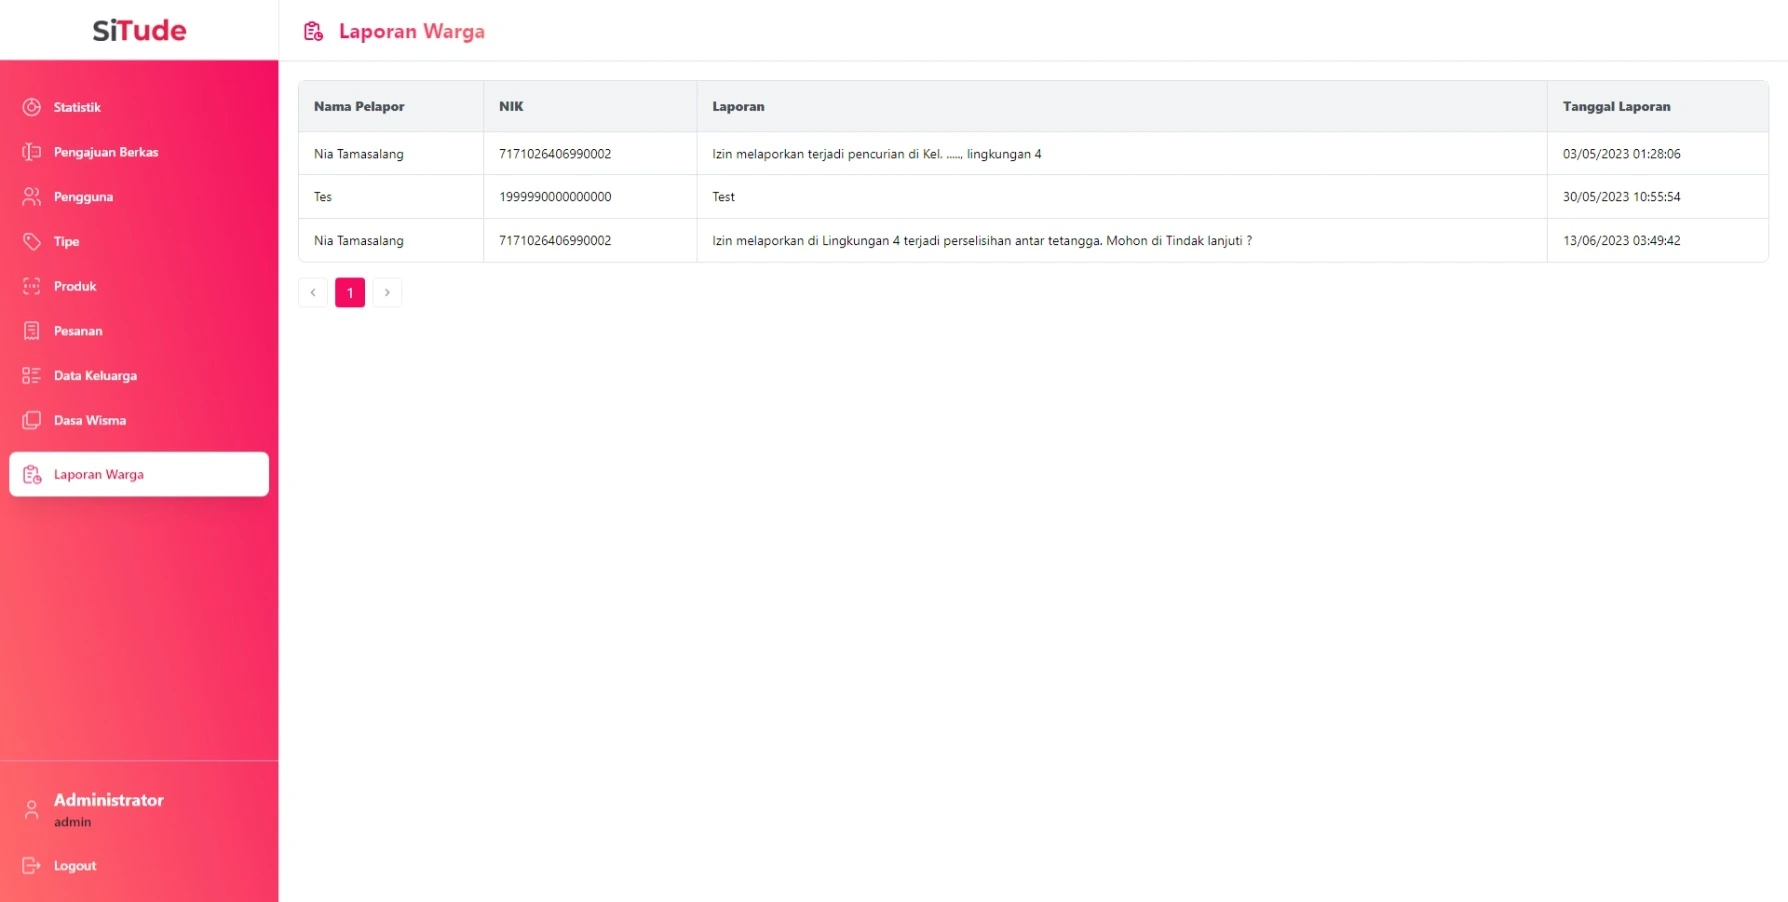 SiTude
Laporan Warga
Statistik
Pengajuan Berkas
Pengguna
Tipe
Produk
Pesanan
Data Keluarga
Dasa Wisma
Laporan Warga
Administrator
admin
Logout
Nama Pelapor NIK Laporan Tanggal Laporan
Nia Tamasalang 7171026406990002 Izin melaporkan terjadi pencurian di Kel. ....., lingkungan 4 03/05/2023 01:28:06
Tes 1999990000000000 Test 30/05/2023 10:55:54
Nia Tamasalang 7171026406990002 Izin melaporkan di Lingkungan 4 terjadi perselisihan antar tetangga. Mohon di Tindak lanjuti ? 13/06/2023 03:49:42
< 1 >